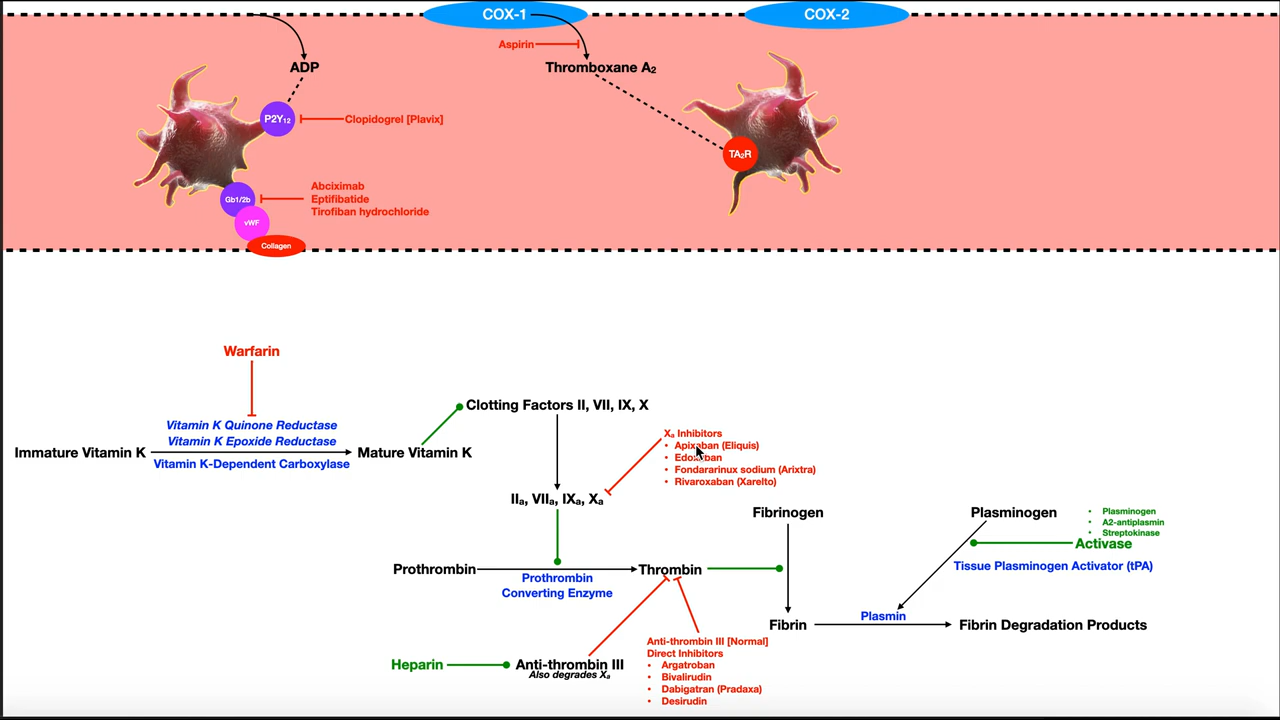 COX-1
COX-2
Aspirin
ADP
Thromboxane A₂
P2Y₁₂
Clopidogrel [Plavix]
TA₂R
Abciximab
Eptifibatide
Tirofiban hydrochloride
Gb1/2b
vWF
Collagen
Warfarin
Vitamin K Quinone Reductase
Vitamin K Epoxide Reductase
Immature Vitamin K
Vitamin K-Dependent Carboxylase
Mature Vitamin K
Clotting Factors II, VII, IX, X
Xₐ Inhibitors
• Apixaban (Eliquis)
• Edoxaban
• Fondararinux sodium (Arixtra)
• Rivaroxaban (Xarelto)
IIₐ, VIIₐ, IXₐ, Xₐ
Fibrinogen
Plasminogen
• Plasminogen
• A2-antiplasmin
• Streptokinase
Activase
Tissue Plasminogen Activator (tPA)
Prothrombin
Prothrombin
Converting Enzyme
Thrombin
Fibrin
Plasmin
Fibrin Degradation Products
Heparin
Anti-thrombin III
Also degrades Xₐ
Anti-thrombin III [Normal]
Direct Inhibitors
• Argatroban
• Bivalirudin
• Dabigatran (Pradaxa)
• Desirudin